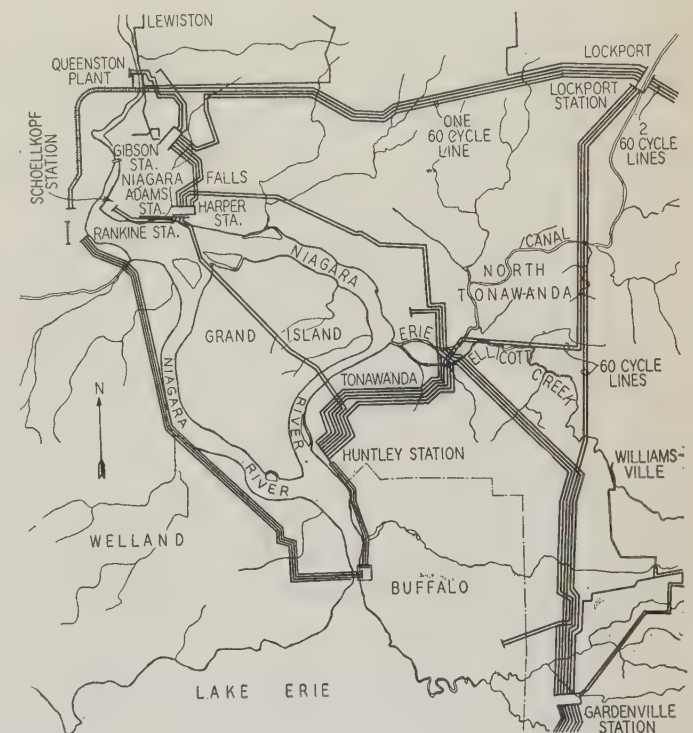 LEWISTON
QUEENSTON
PLANT
SCHOELLKOPF
STATION
GIBSON
STA.
NIAGARA
FALLS
ADAMS
STA.
HARPER
STA.
RANKINE STA.
LOCKPORT
LOCKPORT
STATION
ONE
60 CYCLE
LINE
2
60 CYCLE
LINES
NIAGARA
CANAL
NORTH
TONAWANDA
GRAND
ISLAND
ERIE
ELLICOTT
CREEK
TONAWANDA
60 CYCLE
LINES
N
NIAGARA
RIVER
RIVER
HUNTLEY STATION
WILLIAMS-
VILLE
WELLAND
BUFFALO
LAKE ERIE
GARDENVILLE
STATION